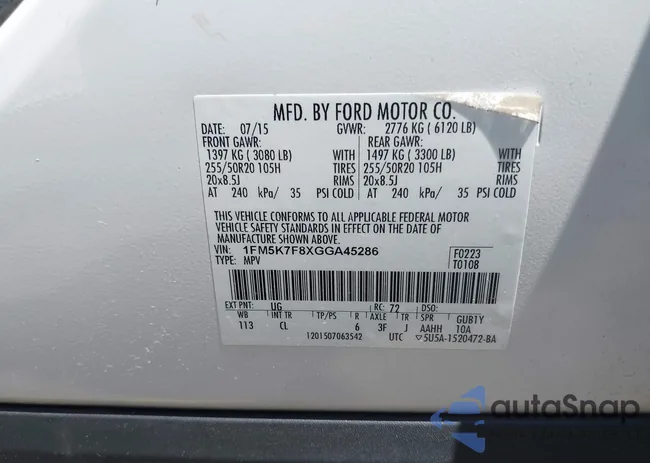 MFD. BY FORD MOTOR CO.
DATE: 07/15 GVWR: 2776 KG ( 6120 LB)
FRONT GAWR: REAR GAWR:
1397 KG ( 3080 LB) WITH 1497 KG ( 3300 LB) WITH
255/50R20 105H TIRES 255/50R20 105H TIRES
20x8.5J RIMS 20x8.5J RIMS
AT 240 kPa/ 35 PSI COLD AT 240 kPa/ 35 PSI COLD
THIS VEHICLE CONFORMS TO ALL APPLICABLE FEDERAL MOTOR
VEHICLE SAFETY STANDARDS IN EFFECT ON THE DATE OF
MANUFACTURE SHOWN ABOVE.
VIN: 1FM5K7F8XGGA45286 F0223
TYPE: MPV T0108
EXT PNT: UG RC: 72 DSO:
WB INT TR TP/PS R AXLE TR SPR GUBTY
113 CL 6 3F J AAHH 10A
1201507063542 UTC ▽5U5A-1520472-BA
autoSnap